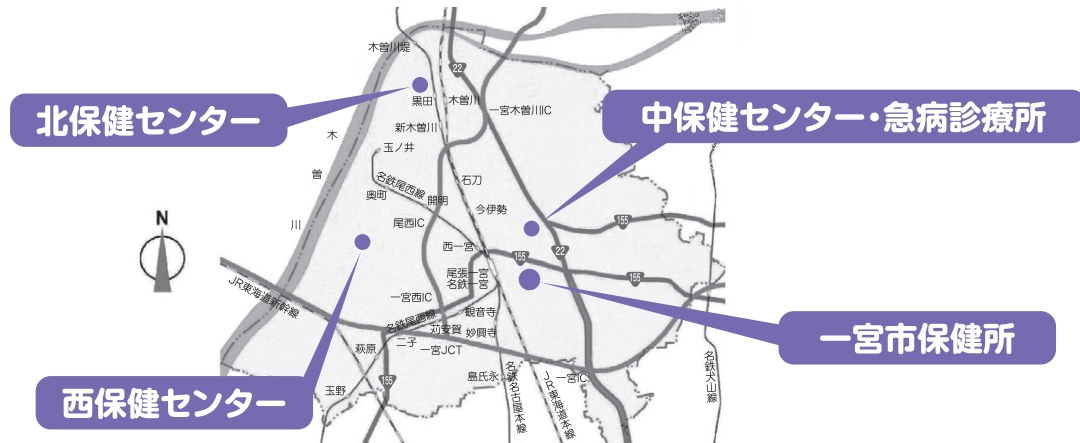 木曽川堤
22
北保健センター
黒田
木曽川
一宮木曽川IC
中保健センター・急病診療所
新木曽川
木曽川
玉ノ井
石刀
名鉄尾西線
奥町
開明
今伊勢
尾西IC
155
N
西一宮
155
22
155
尾張一宮
名鉄一宮
JR東海道新幹線
一宮西IC
観音寺
名鉄尾西線
苅安賀
妙興寺
一宮市保健所
萩原
二子
一宮JCT
島氏永
一宮IC
155
玉野
西保健センター
名鉄名古屋本線
JR東海道本線
名鉄犬山線